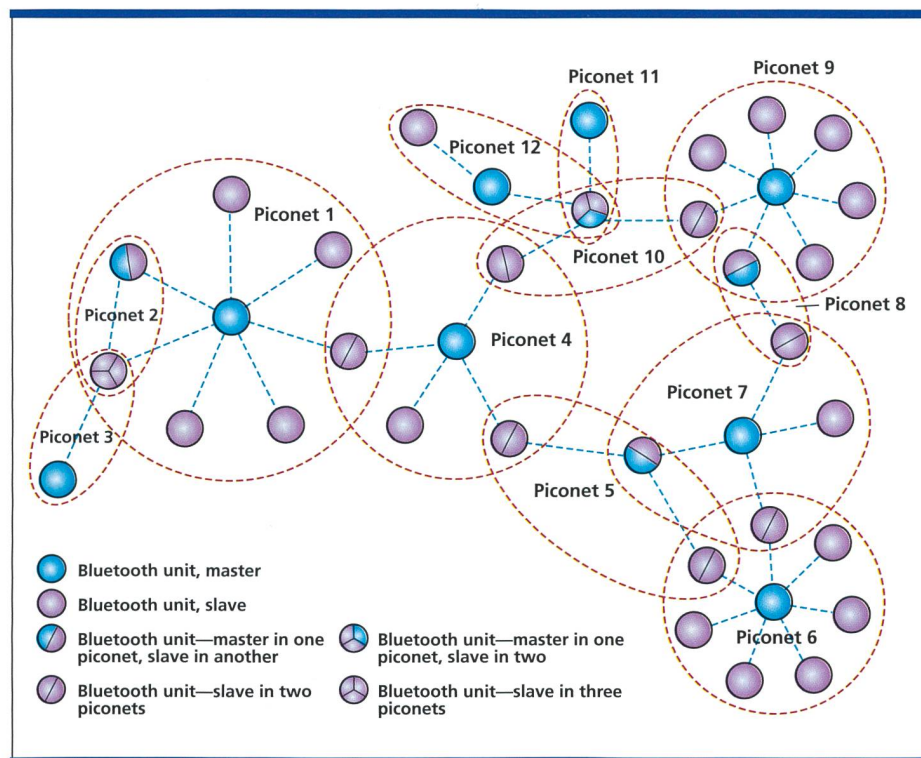 Piconet 11
Piconet 9
Piconet 12
Piconet 1
Piconet 10
Piconet 2
Piconet 8
Piconet 4
Piconet 7
Piconet 3
Piconet 5
Piconet 6
Bluetooth unit, master
Bluetooth unit, slave
Bluetooth unit—master in one
piconet, slave in another
Bluetooth unit—slave in two
piconets
Bluetooth unit—master in one
piconet, slave in two
Bluetooth unit—slave in three
piconets